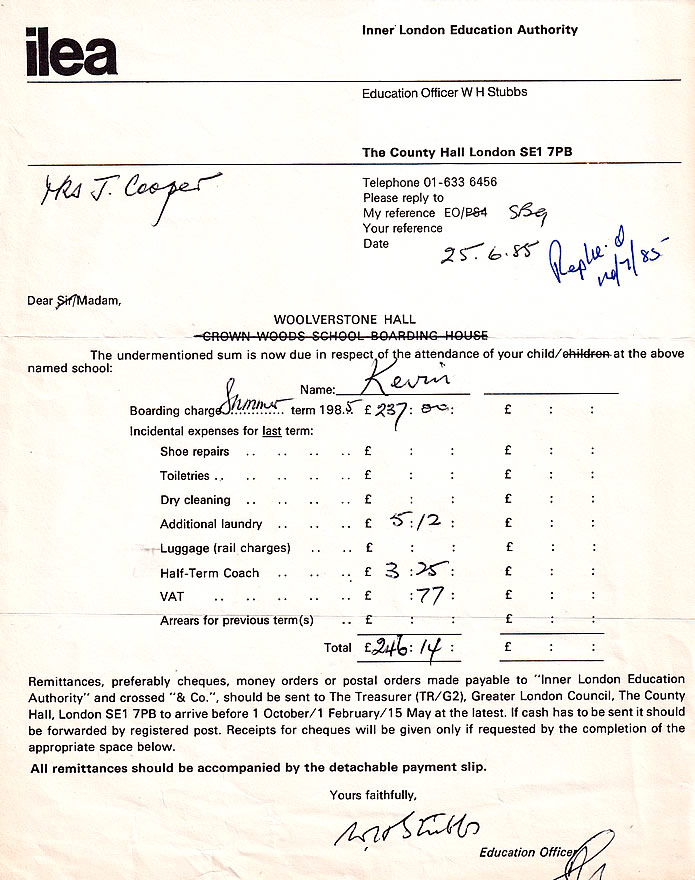 ilea
Inner London Education Authority
Education Officer W H Stubbs
The County Hall London SE1 7PB
Mrs J. Cooper
Telephone 01-633 6456
Please reply to
My reference EO/P84 SB9
Your reference
Date 25.6.85
Dear Sir/Madam,
WOOLVERSTONE HALL
CROWN WOODS SCHOOL BOARDING HOUSE
The undermentioned sum is now due in respect of the attendance of your child/children at the above
named school:
Name: Kevin
Boarding charge Summer term 1985 £ 237 : 00 : £ : :
Incidental expenses for last term:
Shoe repairs .. .. .. .. £ : : £ : :
Toiletries .. .. .. .. .. £ : : £ : :
Dry cleaning .. .. .. .. £ : : £ : :
Additional laundry .. .. .. £ 5 : 12 : £ : :
Luggage (rail charges) .. .. £ : : £ : :
Half-Term Coach .. .. .. £ 3 : 25 : £ : :
VAT .. .. .. .. .. £ : 77 : £ : :
Arrears for previous term(s) .. £ : : £ : :
Total £ 246 : 14 : £ : :
Remittances, preferably cheques, money orders or postal orders made payable to "Inner London Education
Authority" and crossed "& Co.", should be sent to The Treasurer (TR/G2), Greater London Council, The County
Hall, London SE1 7PB to arrive before 1 October/1 February/15 May at the latest. If cash has to be sent it should
be forwarded by registered post. Receipts for cheques will be given only if requested by the completion of the
appropriate space below.
All remittances should be accompanied by the detachable payment slip.
Yours faithfully,
W H Stubbs
Education Officer